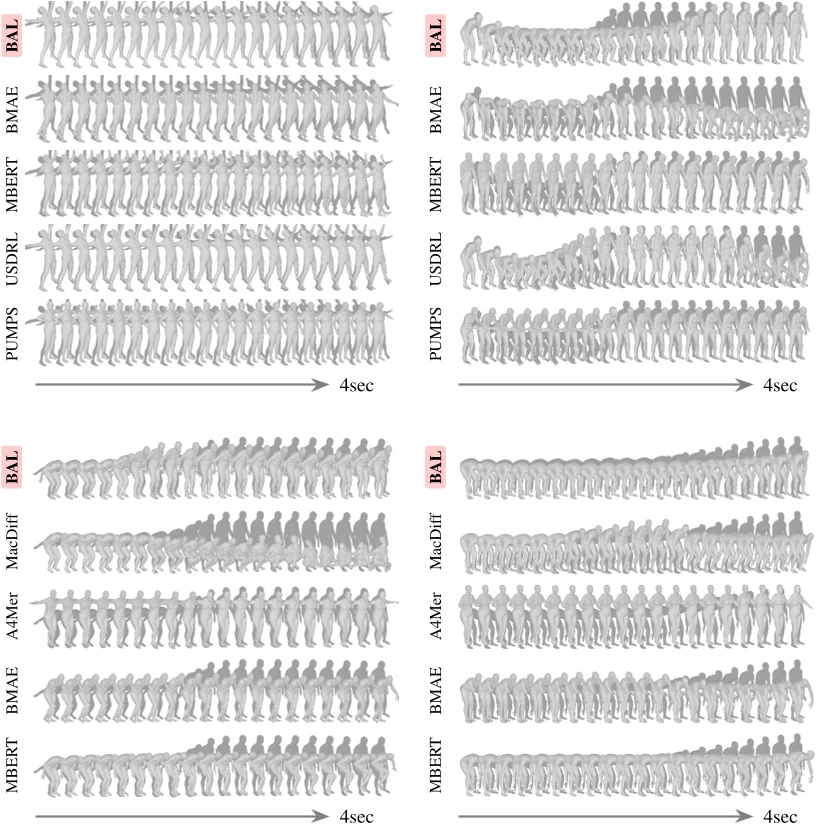 BAL
BMAE
MBERT
USDRL
PUMPS
4sec
BAL
BMAE
MBERT
USDRL
PUMPS
4sec
BAL
MacDiff
A4Mer
BMAE
MBERT
4sec
BAL
MacDiff
A4Mer
BMAE
MBERT
4sec